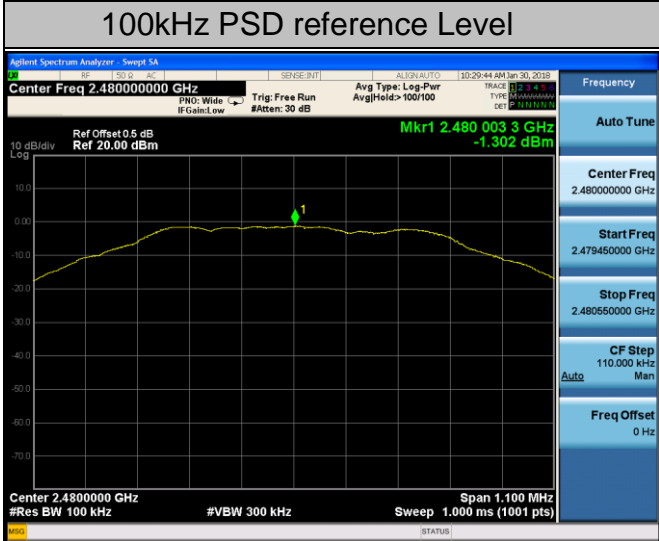 100kHz PSD reference Level
Agilent Spectrum Analyzer - Swept SA
RF 50 Ω AC SENSE:INT ALIGN AUTO 10:29:44 AM Jan 30, 2018
Center Freq 2.480000000 GHz
PNO: Wide
IFGain:Low
Trig: Free Run
#Atten: 30 dB
Avg Type: Log-Pwr
Avg|Hold:> 100/100
TRACE 1 2 3 4 5 6
TYPE M
DET P N N N N N
Frequency
Ref Offset 0.5 dB
Ref 20.00 dBm
10 dB/div
Log
Mkr1 2.480 003 3 GHz
-1.302 dBm
10.0
0.00
-10.0
-20.0
-30.0
-40.0
-50.0
-60.0
-70.0
1
Auto Tune
Center Freq
2.480000000 GHz
Start Freq
2.479450000 GHz
Stop Freq
2.480550000 GHz
CF Step
110.000 kHz
Auto Man
Freq Offset
0 Hz
Center 2.4800000 GHz Span 1.100 MHz
#Res BW 100 kHz #VBW 300 kHz Sweep 1.000 ms (1001 pts)
MSG STATUS